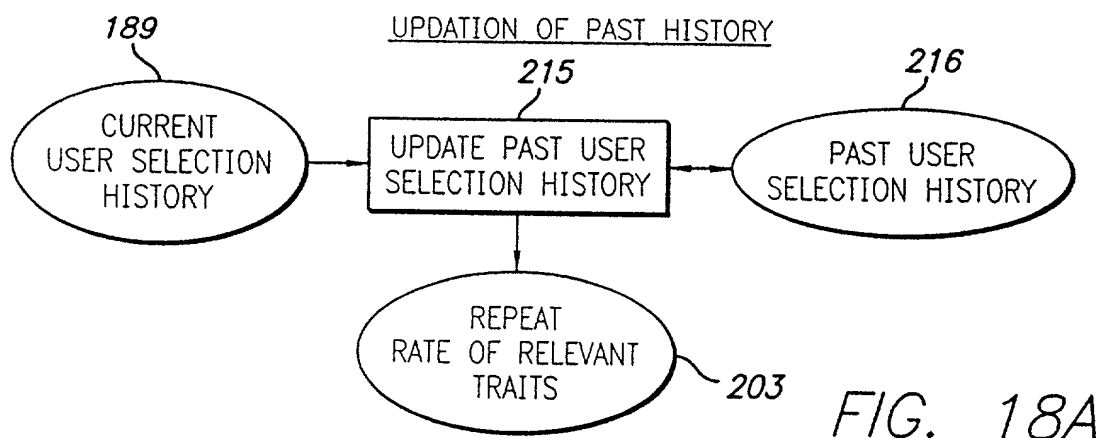 UPDATION OF PAST HISTORY
189
215
216
CURRENT
USER SELECTION
HISTORY
UPDATE PAST USER
SELECTION HISTORY
PAST USER
SELECTION HISTORY
REPEAT
RATE OF RELEVANT
TRAITS
203
FIG. 18A